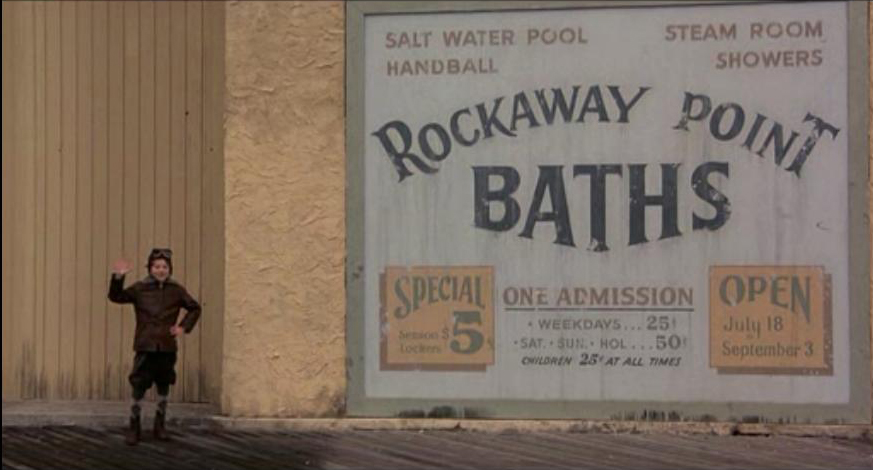 SALT WATER POOL
HANDBALL
STEAM ROOM
SHOWERS
ROCKAWAY POINT
BATHS
SPECIAL
Season $5
Lockers
ONE ADMISSION
• WEEKDAYS... 25¢
• SAT. • SUN. • HOL ... 50¢
CHILDREN 25¢ AT ALL TIMES
OPEN
July 18
September 3